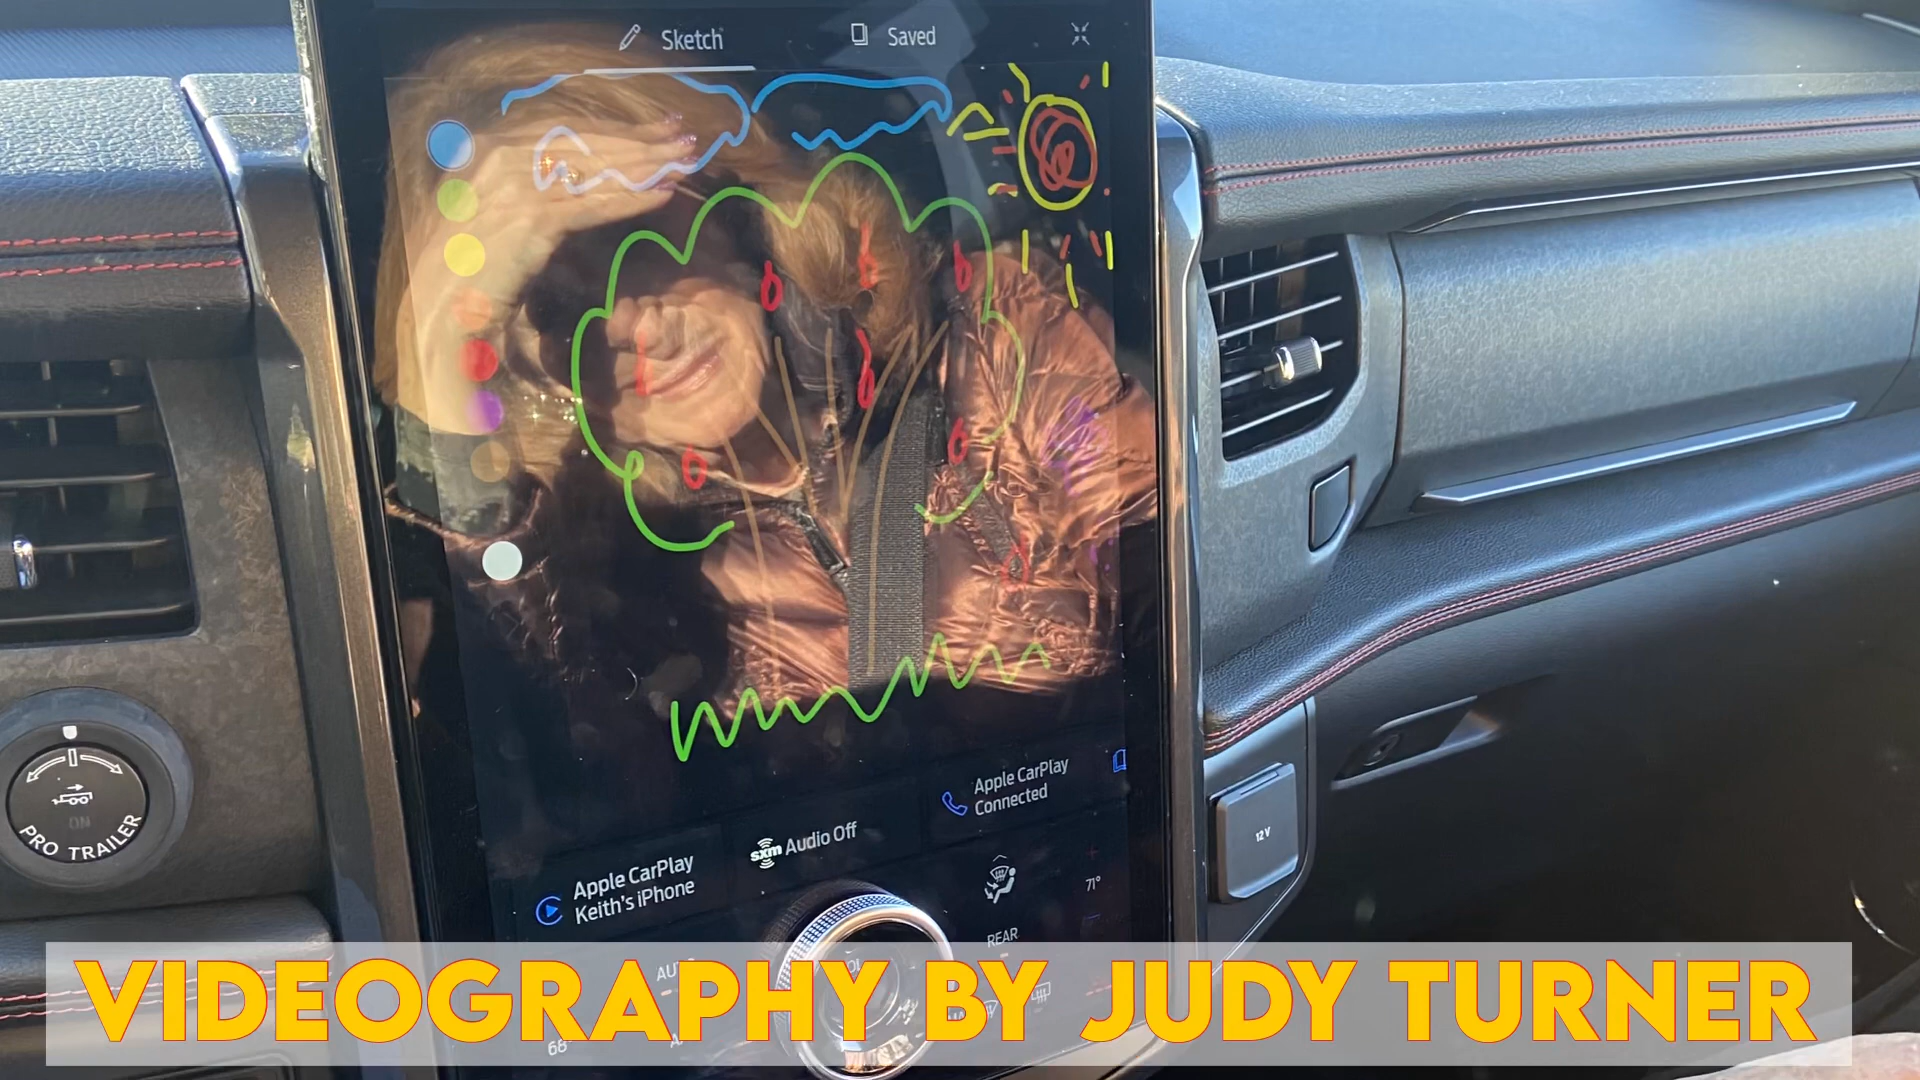 Sketch
Saved
Apple CarPlay
Connected
sxm Audio Off
Apple CarPlay
Keith's iPhone
71°
REAR
12V
ON
PRO TRAILER
68
VIDEOGRAPHY BY JUDY TURNER